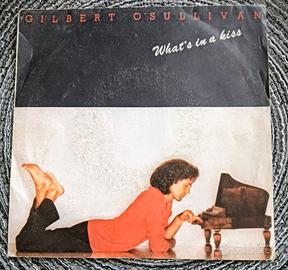 GILBERT O'SULLIVAN
What's in a kiss